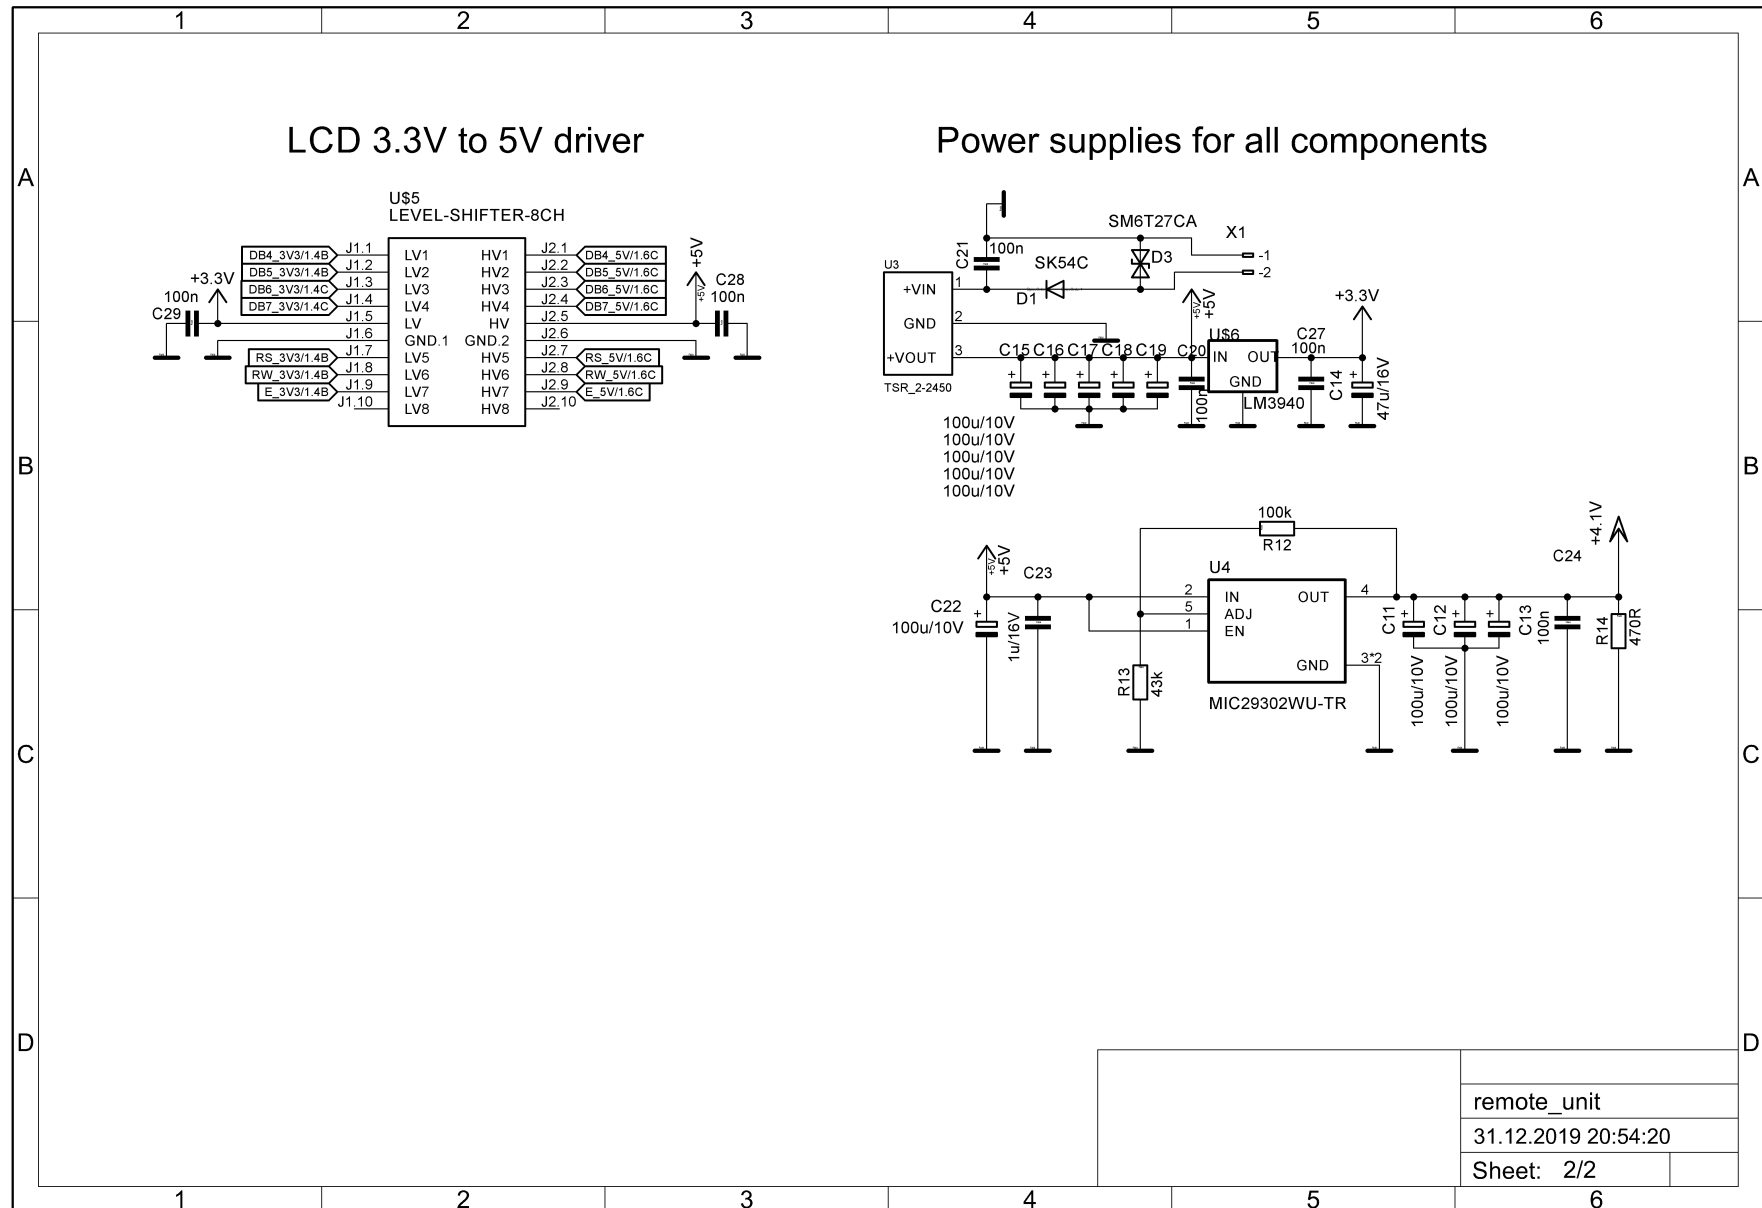 1 2 3 4 5 6
A A
LCD 3.3V to 5V driver
Power supplies for all components
U$5
LEVEL-SHIFTER-8CH
DB4_3V3/1.4B J1.1 LV1 HV1 J2.1 DB4_5V/1.6C
DB5_3V3/1.4B J1.2 LV2 HV2 J2.2 DB5_5V/1.6C
DB6_3V3/1.4C J1.3 LV3 HV3 J2.3 DB6_5V/1.6C
DB7_3V3/1.4C J1.4 LV4 HV4 J2.4 DB7_5V/1.6C
J1.5 LV HV J2.5
J1.6 GND.1 GND.2 J2.6
RS_3V3/1.4B J1.7 LV5 HV5 J2.7 RS_5V/1.6C
RW_3V3/1.4B J1.8 LV6 HV6 J2.8 RW_5V/1.6C
E_3V3/1.4B J1.9 LV7 HV7 J2.9 E_5V/1.6C
J1.10 LV8 HV8 J2.10
+3.3V
100n
C29
+5V
+5V
C28
100n
SM6T27CA
X1
-1
-2
C21
100n
SK54C
D3
D1
U3
+VIN 1
GND 2
+VOUT 3
TSR_2-2450
C15 C16 C17 C18 C19 C20
+ + + + +
100u/10V
100u/10V
100u/10V
100u/10V
100u/10V
+5V
+5V
100n
U$6
IN OUT
GND
LM3940
C27
100n
+3.3V
C14
+
47u/16V
B B
100k
R12
+5V
+5V
C23
C22
100u/10V
+
1u/16V
U4
2 IN OUT 4
5 ADJ
1 EN
GND 3*2
MIC29302WU-TR
R13
43k
C11
+
100u/10V
C12
+
100u/10V
+
C13
100u/10V
C24
100n
+4.1V
R14
470R
C C
D D
remote_unit
31.12.2019 20:54:20
Sheet: 2/2
1 2 3 4 5 6